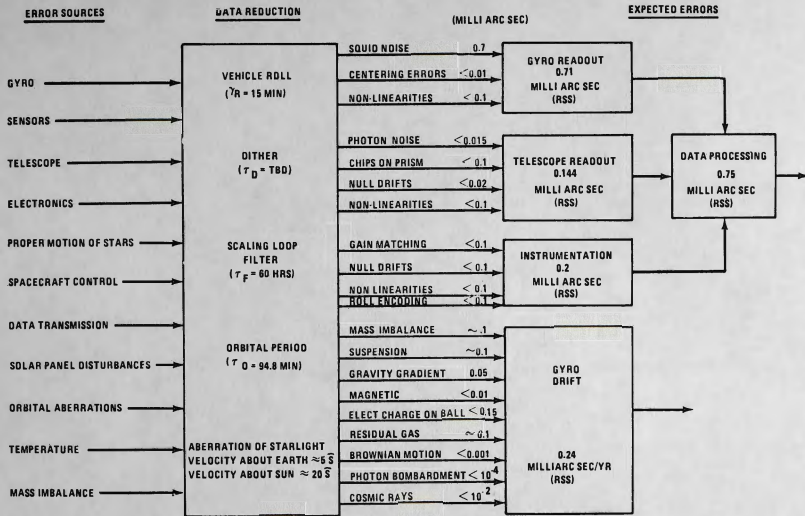 ERROR SOURCES
DATA REDUCTION
(MILLI ARC SEC)
EXPECTED ERRORS
GYRO
SENSORS
TELESCOPE
ELECTRONICS
PROPER MOTION OF STARS
SPACECRAFT CONTROL
DATA TRANSMISSION
SOLAR PANEL DISTURBANCES
ORBITAL ABERRATIONS
TEMPERATURE
MASS IMBALANCE
VEHICLE ROLL
(γR = 15 MIN)
DITHER
(τD = TBD)
SCALING LOOP
FILTER
(τF = 60 HRS)
ORBITAL PERIOD
(τO = 94.8 MIN)
ABERRATION OF STARLIGHT
VELOCITY ABOUT EARTH ≈5 S̅
VELOCITY ABOUT SUN ≈ 20 S̅
SQUID NOISE 0.7
CENTERING ERRORS <0.01
NON-LINEARITIES <0.1
GYRO READOUT
0.71
MILLI ARC SEC
(RSS)
PHOTON NOISE <0.015
CHIPS ON PRISM <0.1
NULL DRIFTS <0.02
NON-LINEARITIES <0.1
TELESCOPE READOUT
0.144
MILLI ARC SEC
(RSS)
DATA PROCESSING
0.75
MILLI ARC SEC
(RSS)
GAIN MATCHING <0.1
NULL DRIFTS <0.1
NON LINEARITIES <0.1
ROLL ENCODING <0.1
INSTRUMENTATION
0.2
MILLI ARC SEC
(RSS)
MASS IMBALANCE ~.1
SUSPENSION ~0.1
GRAVITY GRADIENT 0.05
MAGNETIC <0.01
ELECT CHARGE ON BALL <0.15
RESIDUAL GAS ~0.1
BROWNIAN MOTION <0.001
PHOTON BOMBARDMENT <10⁻⁴
COSMIC RAYS <10⁻²
GYRO
DRIFT
0.24
MILLIARC SEC/YR
(RSS)